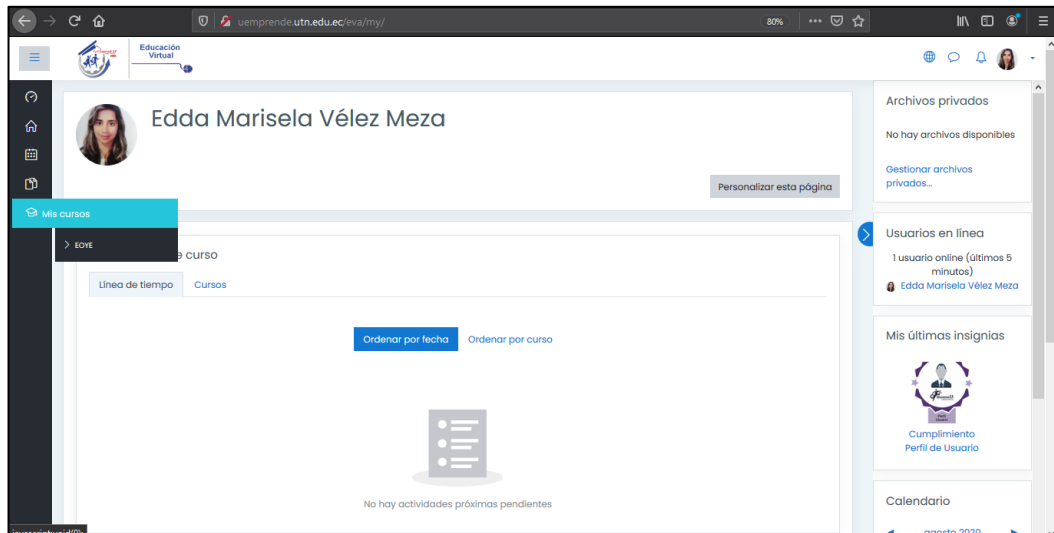 uemprende.utn.edu.ec/eva/my/
80%
Educación
Virtual
Edda Marisela Vélez Meza
Personalizar esta página
Mis cursos
EOYE
e curso
Línea de tiempo
Cursos
Ordenar por fecha
Ordenar por curso
No hay actividades próximas pendientes
Archivos privados
No hay archivos disponibles
Gestionar archivos
privados...
Usuarios en línea
1 usuario online (últimos 5
minutos)
Edda Marisela Vélez Meza
Mis últimas insignias
Cumplimiento
Perfil de Usuario
Calendario
agosto 2020